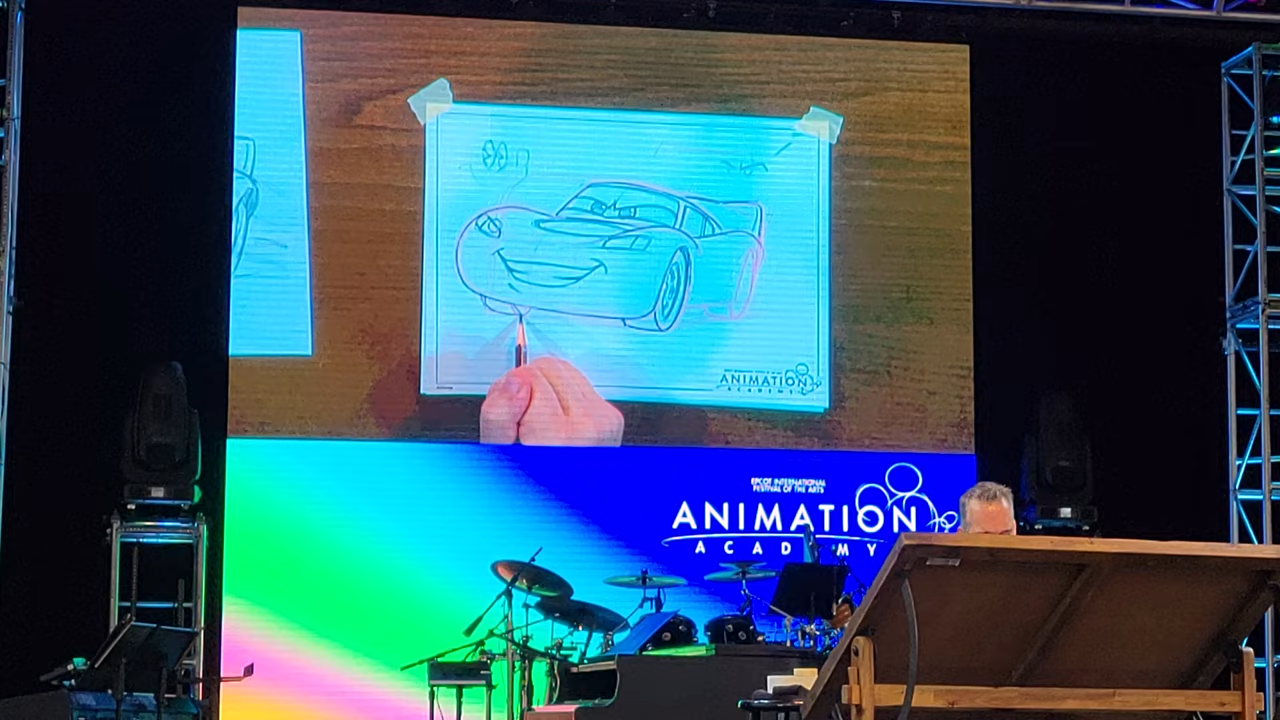 ANIMATION
ACADEMY
EPCOT INTERNATIONAL
FESTIVAL OF THE ARTS
ANIMATION
ACADEMY